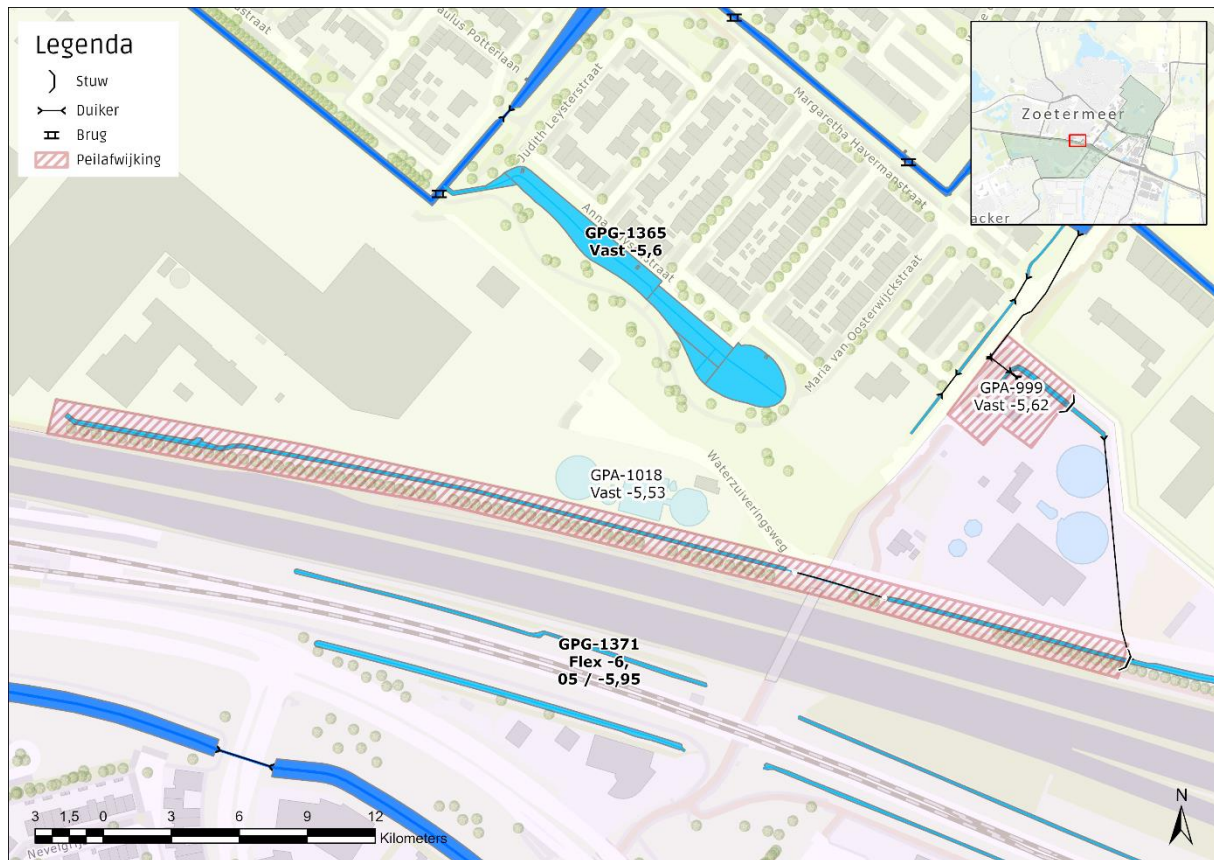 Legenda
Stuw
Duiker
Brug
Peilafwijking
Potterlaan
Judith Leysterstraat
Margaretha Havermanstraat
Zoetermeer
acker
GPG-1365
Vast -5,6
Maria van Oosterwijckstraat
GPA-999
Vast -5,62
GPA-1018
Vast -5,53
Waterzuiveringsweg
GPG-1371
Flex -6,
05 / -5,95
N
3 1,5 0 3 6 9 12
Kilometers